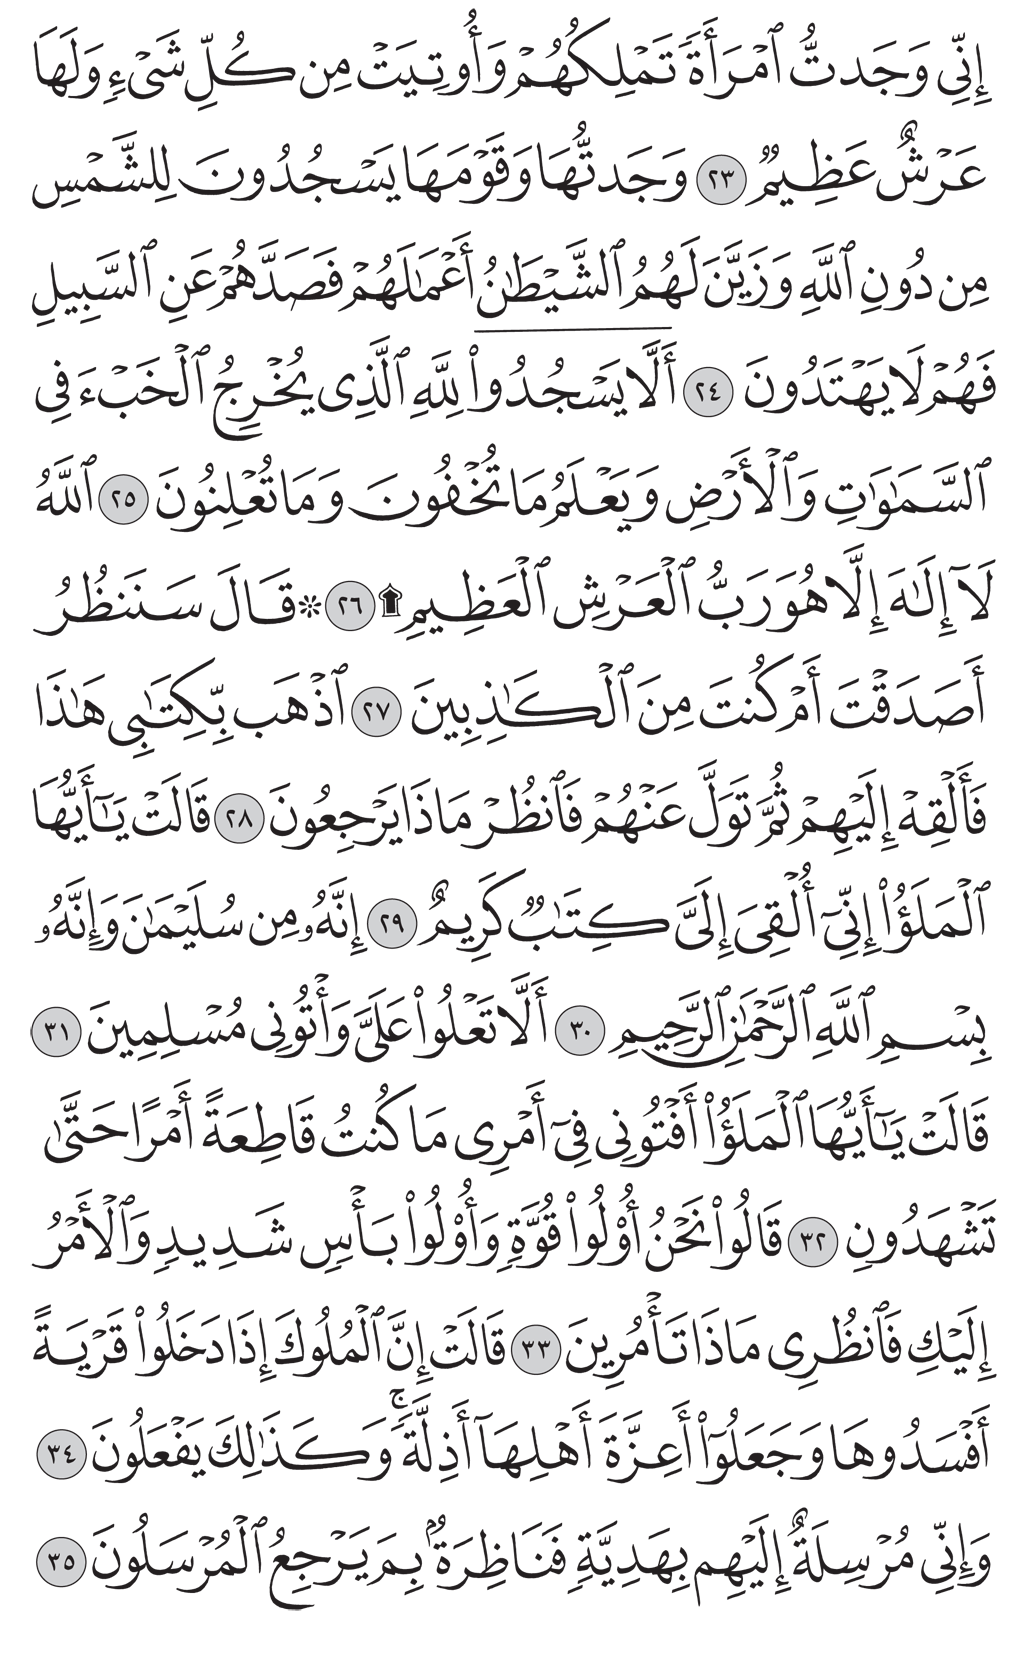 إِنِّي وَجَدتُّ ٱمۡرَأَةٗ تَمۡلِكُهُمۡ وَأُوتِيَتۡ مِن كُلِّ شَيۡءٖ وَلَهَا
عَرۡشٌ عَظِيمٞ ٢٣ وَجَدتُّهَا وَقَوۡمَهَا يَسۡجُدُونَ لِلشَّمۡسِ
مِن دُونِ ٱللَّهِ وَزَيَّنَ لَهُمُ ٱلشَّيۡطَٰنُ أَعۡمَٰلَهُمۡ فَصَدَّهُمۡ عَنِ ٱلسَّبِيلِ
فَهُمۡ لَا يَهۡتَدُونَ ٢٤ أَلَّاۤ يَسۡجُدُواْۤ لِلَّهِۤ ٱلَّذِي يُخۡرِجُ ٱلۡخَبۡءَ فِي
ٱلسَّمَٰوَٰتِ وَٱلۡأَرۡضِ وَيَعۡلَمُ مَا تُخۡفُونَ وَمَا تُعۡلِنُونَ ٢٥ ٱللَّهُ
لَآ إِلَٰهَ إِلَّا هُوَ رَبُّ ٱلۡعَرۡشِ ٱلۡعَظِيمِ۩ ٢٦ ۞قَالَ سَنَنظُرُ
أَصَدَقۡتَ أَمۡ كُنتَ مِنَ ٱلۡكَٰذِبِينَ ٢٧ ٱذۡهَب بِّكِتَٰبِي هَٰذَا
فَأَلۡقِهۡ إِلَيۡهِمۡ ثُمَّ تَوَلَّ عَنۡهُمۡ فَٱنظُرۡ مَاذَا يَرۡجِعُونَ ٢٨ قَالَتۡ يَٰٓأَيُّهَا
ٱلۡمَلَؤُاْ إِنِّيٓ أُلۡقِيَ إِلَيَّ كِتَٰبٞ كَرِيمٌ ٢٩ إِنَّهُۥ مِن سُلَيۡمَٰنَ وَإِنَّهُۥ
بِسۡمِ ٱللَّهِ ٱلرَّحۡمَٰنِ ٱلرَّحِيمِ ٣٠ أَلَّا تَعۡلُواْ عَلَيَّ وَأۡتُونِي مُسۡلِمِينَ ٣١
قَالَتۡ يَٰٓأَيُّهَا ٱلۡمَلَؤُاْ أَفۡتُونِي فِيٓ أَمۡرِي مَا كُنتُ قَاطِعَةً أَمۡرًا حَتَّىٰ
تَشۡهَدُونِ ٣٢ قَالُواْ نَحۡنُ أُوْلُواْ قُوَّةٖ وَأُوْلُواْ بَأۡسٖ شَدِيدٖ وَٱلۡأَمۡرُ
إِلَيۡكِ فَٱنظُرِي مَاذَا تَأۡمُرِينَ ٣٣ قَالَتۡ إِنَّ ٱلۡمُلُوكَ إِذَا دَخَلُواْ قَرۡيَةً
أَفۡسَدُوهَا وَجَعَلُوٓاْ أَعِزَّةَ أَهۡلِهَآ أَذِلَّةٗۚ وَكَذَٰلِكَ يَفۡعَلُونَ ٣٤
وَإِنِّي مُرۡسِلَةٌ إِلَيۡهِم بِهَدِيَّةٖ فَنَاظِرَةُۢ بِمَ يَرۡجِعُ ٱلۡمُرۡسَلُونَ ٣٥